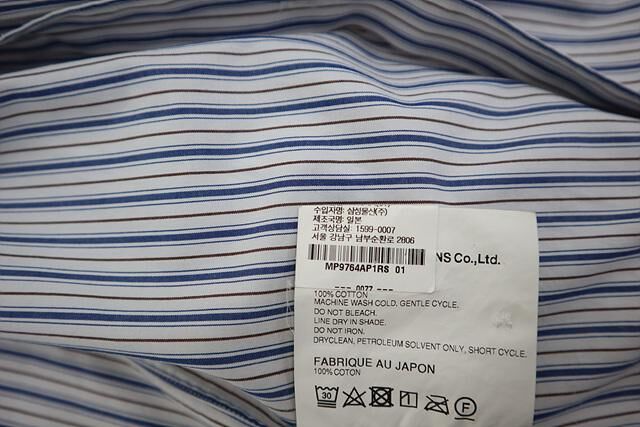 수입자명: 삼성물산(주)
제조국명: 일본
고객상담실: 1599-0007
서울 강남구 남부순환로 2806
NS Co.,Ltd.
MP9764AP1RS 01
100% COTTON
MACHINE WASH COLD, GENTLE CYCLE.
DO NOT BLEACH.
LINE DRY IN SHADE.
DO NOT IRON.
DRYCLEAN, PETROLEUM SOLVENT ONLY, SHORT CYCLE.
FABRIQUE AU JAPON
100% COTON
30
F